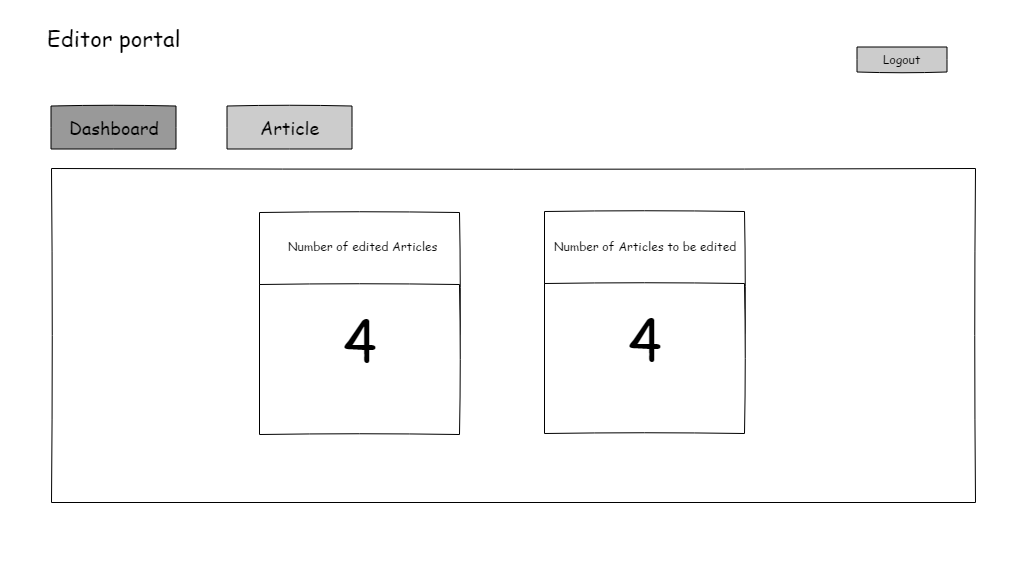 Editor portal
Logout
Dashboard
Article
Number of edited Articles
Number of Articles to be edited
4
4